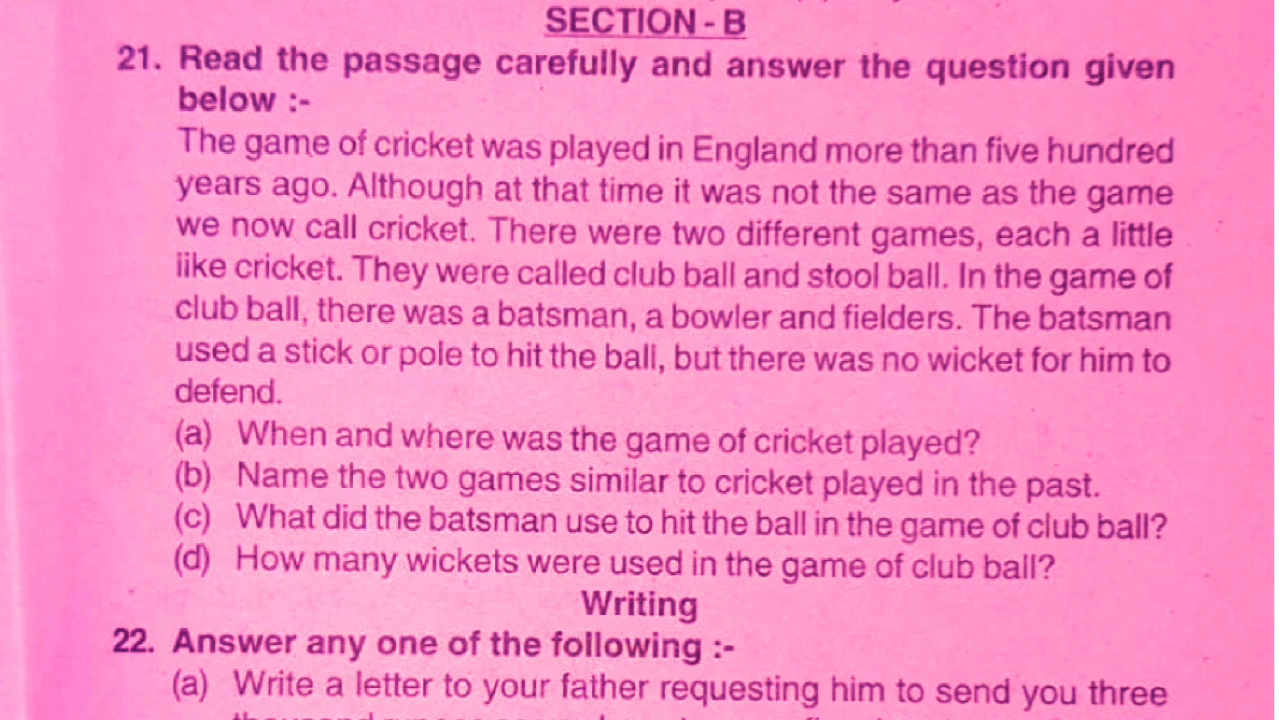 SECTION - B
21. Read the passage carefully and answer the question given
below :-
The game of cricket was played in England more than five hundred
years ago. Although at that time it was not the same as the game
we now call cricket. There were two different games, each a little
iike cricket. They were called club ball and stool ball. In the game of
club ball, there was a batsman, a bowler and fielders. The batsman
used a stick or pole to hit the ball, but there was no wicket for him to
defend.
(a) When and where was the game of cricket played?
(b) Name the two games similar to cricket played in the past.
(c) What did the batsman use to hit the ball in the game of club ball?
(d) How many wickets were used in the game of club ball?
Writing
22. Answer any one of the following :-
(a) Write a letter to your father requesting him to send you three